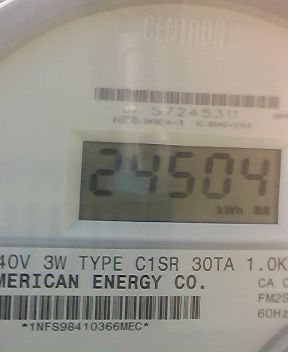 CENTRON
57245311
24504
kWh
40V 3W TYPE C1SR 30TA 1.0K
MERICAN ENERGY CO.
CA
FM2S
60Hz
*1NFS98410366MEC*